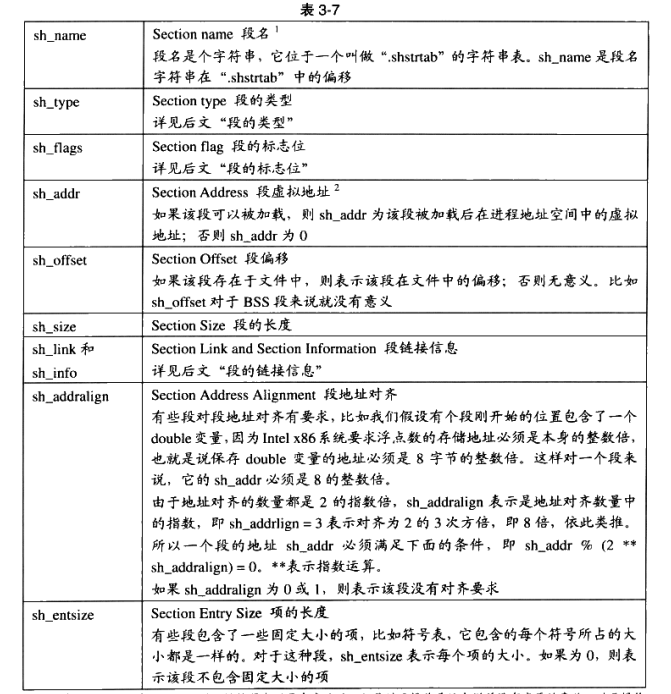 表 3-7
sh_name
Section name 段名 1
段名是个字符串，它位于一个叫做“.shstrtab”的字符串表。sh_name 是段名
字符串在“.shstrtab”中的偏移
sh_type
Section type 段的类型
详见后文“段的类型”
sh_flags
Section flag 段的标志位
详见后文“段的标志位”
sh_addr
Section Address 段虚拟地址 2
如果该段可以被加载，则 sh_addr 为该段被加载后在进程地址空间中的虚拟
地址；否则 sh_addr 为 0
sh_offset
Section Offset 段偏移
如果该段存在于文件中，则表示该段在文件中的偏移；否则无意义。比如
sh_offset 对于 BSS 段来说就没有意义
sh_size
Section Size 段的长度
sh_link 和
sh_info
Section Link and Section Information 段链接信息
详见后文“段的链接信息”
sh_addralign
Section Address Alignment 段地址对齐
有些段对段地址对齐有要求，比如我们假设有个段刚开始的位置包含了一个
double 变量，因为 Intel x86 系统要求浮点数的存储地址必须是本身的整数倍，
也就是说保存 double 变量的地址必须是 8 字节的整数倍。这样对一个段来
说，它的 sh_addr 必须是 8 的整数倍。
由于地址对齐的数量都是 2 的指数倍，sh_addralign 表示是地址对齐数量中
的指数，即 sh_addrlign = 3 表示对齐为 2 的 3 次方倍，即 8 倍，依此类推。
所以一个段的地址 sh_addr 必须满足下面的条件，即 sh_addr % (2 **
sh_addralign) = 0。**表示指数运算。
如果 sh_addralign 为 0 或 1，则表示该段没有对齐要求
sh_entsize
Section Entry Size 项的长度
有些段包含了一些固定大小的项，比如符号表，它包含的每个符号所占的大
小都是一样的。对于这种段，sh_entsize 表示每个项的大小。如果为 0，则表
示该段不包含固定大小的项